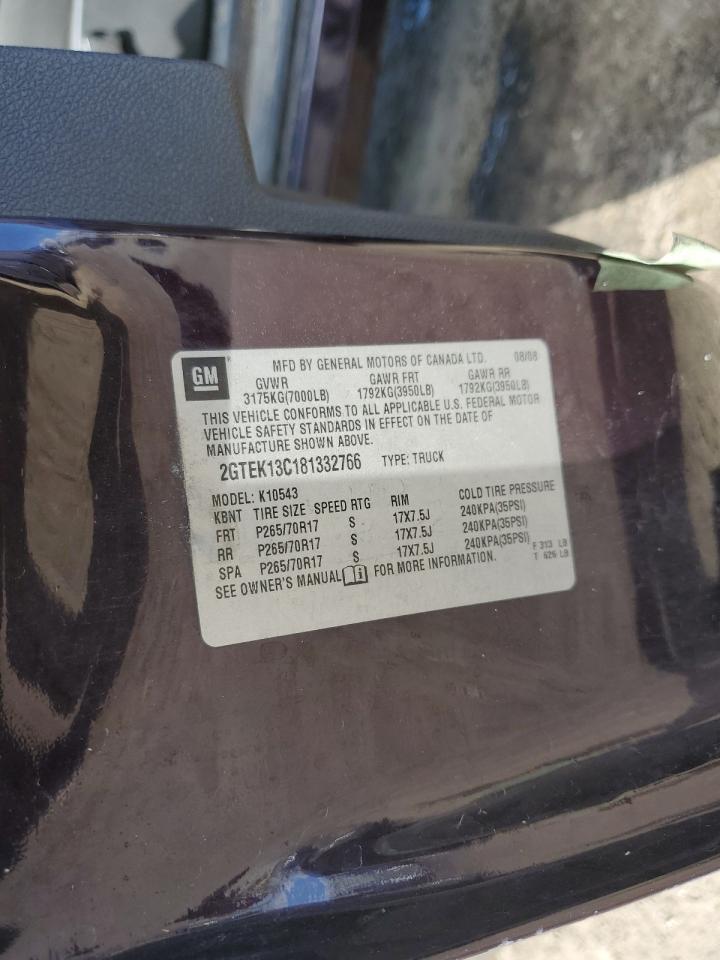 GM
MFD BY GENERAL MOTORS OF CANADA LTD. 08/08
GVWR GAWR FRT GAWR RR
3175KG(7000LB) 1792KG(3950LB) 1792KG(3950LB)
THIS VEHICLE CONFORMS TO ALL APPLICABLE U.S. FEDERAL MOTOR
VEHICLE SAFETY STANDARDS IN EFFECT ON THE DATE OF
MANUFACTURE SHOWN ABOVE.
2GTEK13C181332766 TYPE: TRUCK
MODEL: K10543
KBNT TIRE SIZE SPEED RTG RIM COLD TIRE PRESSURE
FRT P265/70R17 S 17X7.5J 240KPA(35PSI)
RR P265/70R17 S 17X7.5J 240KPA(35PSI)
SPA P265/70R17 S 17X7.5J 240KPA(35PSI)
F 313 LB
T 626 LB
SEE OWNER'S MANUAL i FOR MORE INFORMATION.